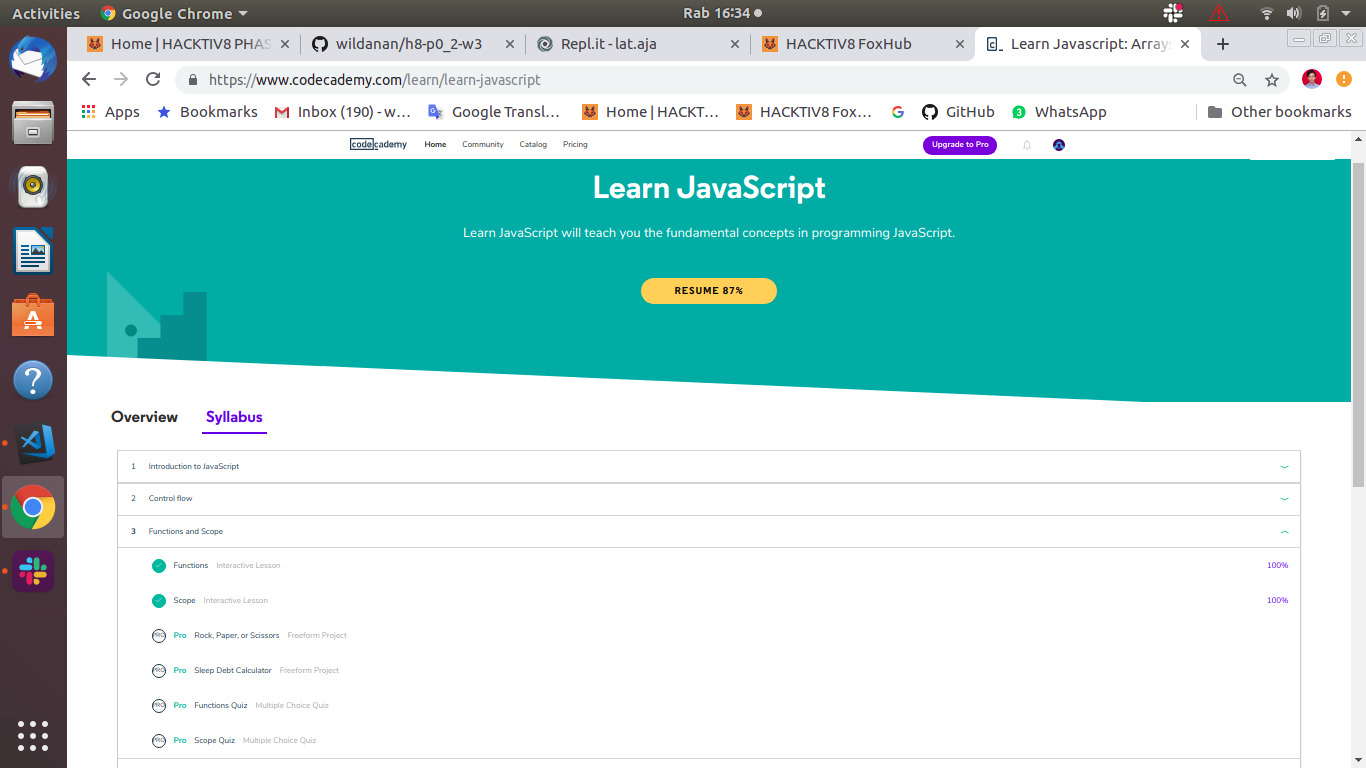 Activities Google Chrome Rab 16:34
Home | HACKTIV8 PHAS wildanan/h8-p0_2-w3 Repl.it - lat.aja HACKTIV8 FoxHub Learn Javascript: Array
https://www.codecademy.com/learn/learn-javascript
Apps Bookmarks Inbox (190) - w... Google Transl... Home | HACKT... HACKTIV8 Fox... GitHub 3 WhatsApp Other bookmarks
codecademy Home Community Catalog Pricing Upgrade to Pro
Learn JavaScript
Learn JavaScript will teach you the fundamental concepts in programming JavaScript.
RESUME 87%
Overview Syllabus
1 Introduction to JavaScript
2 Control flow
3 Functions and Scope
Functions Interactive Lesson 100%
Scope Interactive Lesson 100%
PRO Pro Rock, Paper, or Scissors Freeform Project
PRO Pro Sleep Debt Calculator Freeform Project
PRO Pro Functions Quiz Multiple Choice Quiz
PRO Pro Scope Quiz Multiple Choice Quiz